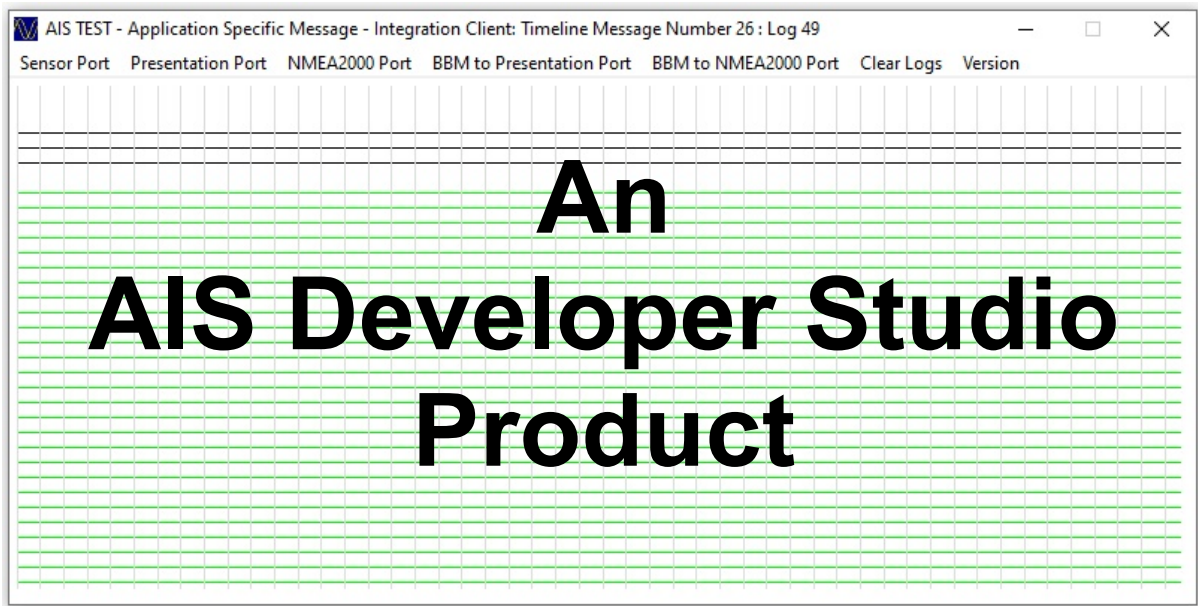 AIS TEST - Application Specific Message - Integration Client: Timeline Message Number 26 : Log 49
Sensor Port Presentation Port NMEA2000 Port BBM to Presentation Port BBM to NMEA2000 Port Clear Logs Version
An
AIS Developer Studio
Product